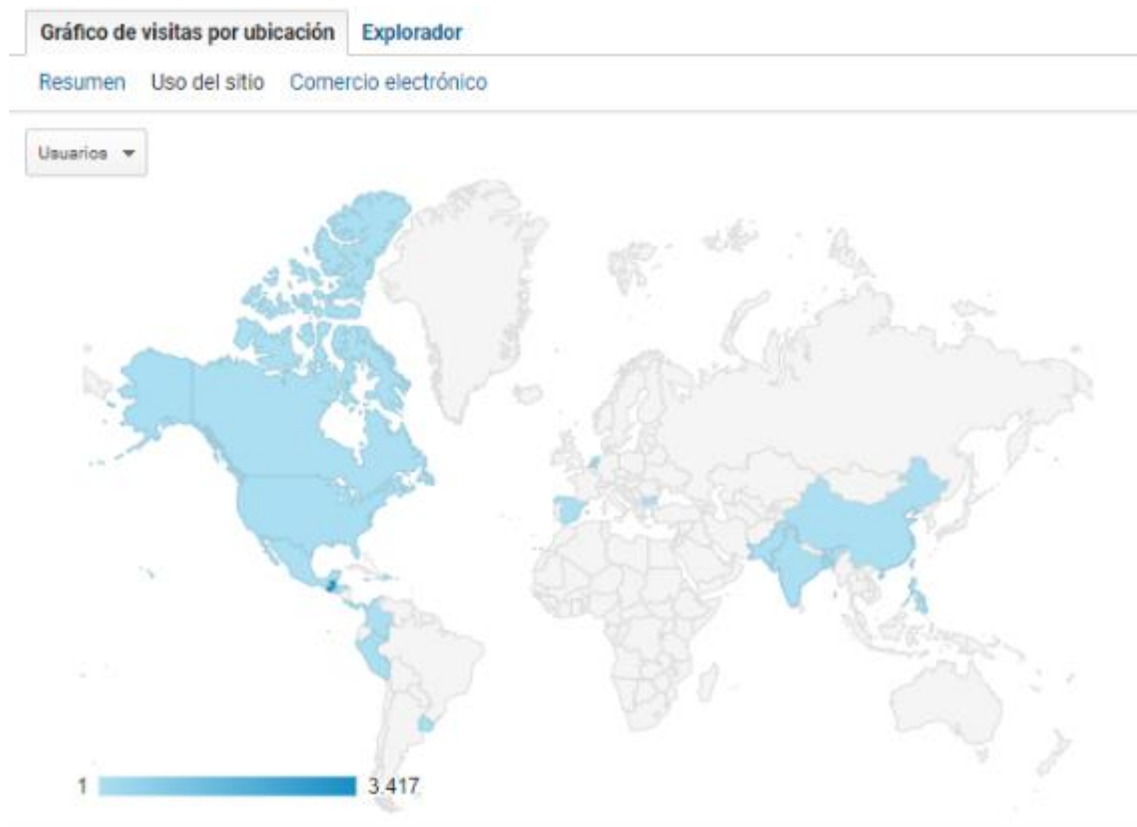 Gráfico de visitas por ubicación Explorador
Resumen Uso del sitio Comercio electrónico
Usuarios
1 3.417